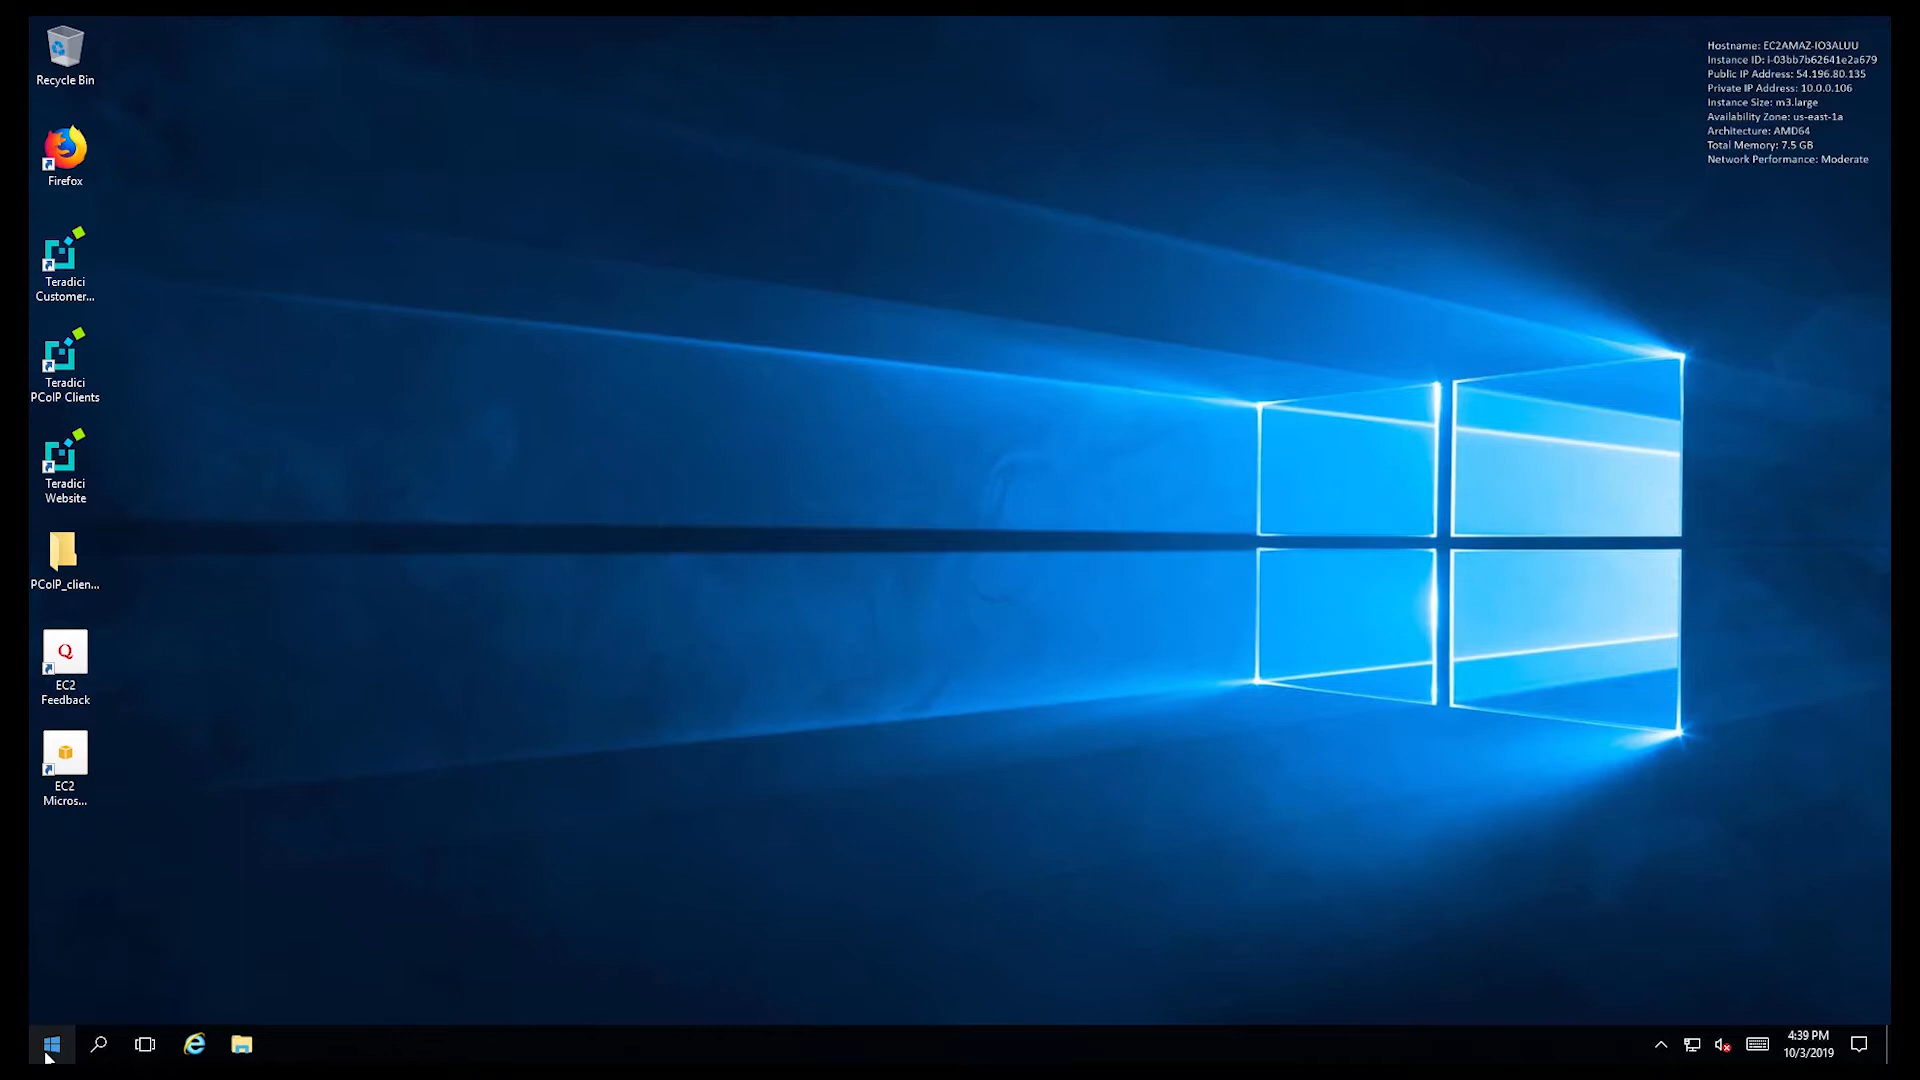 Recycle Bin
Firefox
Teradici
Customer...
Teradici
PCoIP Clients
Teradici
Website
PCoIP_clien...
Q
EC2
Feedback
EC2
Micros...
Hostname: EC2AMAZ-IO3ALUU
Instance ID: i-03bb7b62641e2a679
Public IP Address: 54.196.80.135
Private IP Address: 10.0.0.106
Instance Size: m3.large
Availability Zone: us-east-1a
Architecture: AMD64
Total Memory: 7.5 GB
Network Performance: Moderate
4:39 PM
10/3/2019